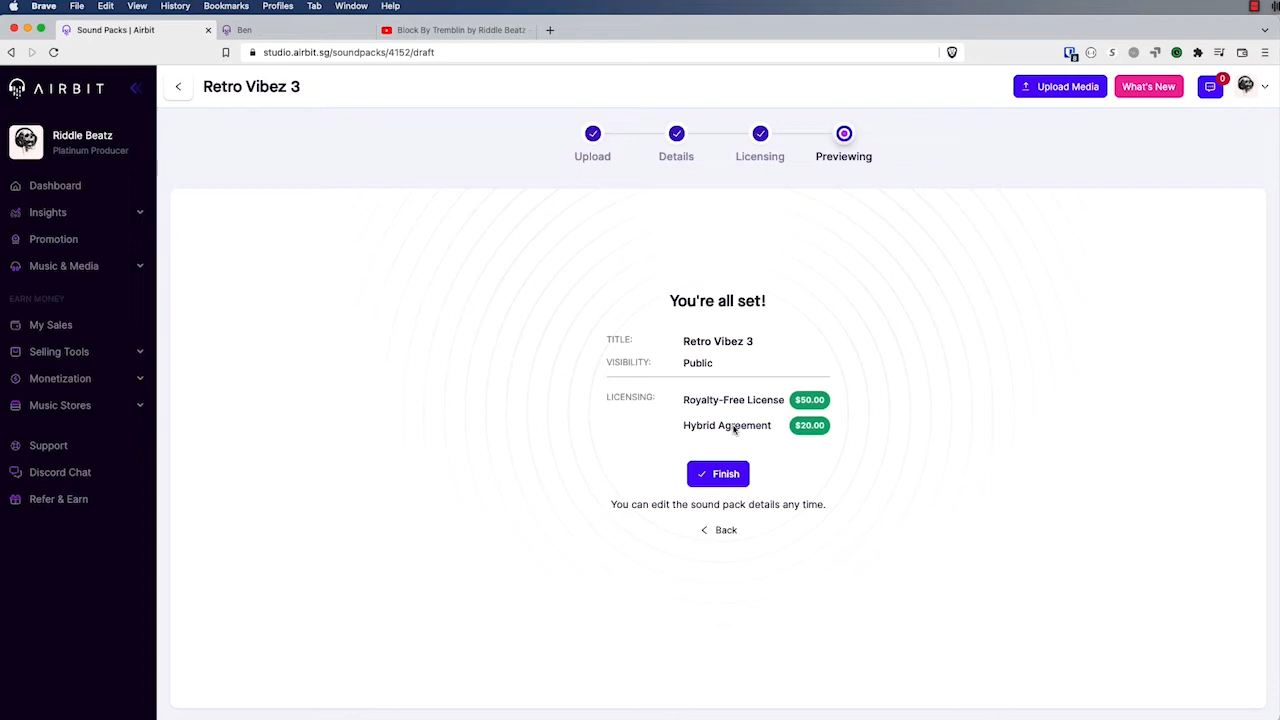 Brave File Edit View History Bookmarks Profiles Tab Window Preview
Sound Packs | Airbit
Ben
Block By Tremblin by Riddle Beatz
studio.airbit.sg/soundpacks/4152/draft
AIRBIT
Retro Vibez 3
Upload Media
What's New
0
Riddle Beatz
Platinum Producer
Upload
Details
Licensing
Previewing
Dashboard
Insights
Promotion
Music & Media
EARN MONEY
My Sales
Selling Tools
Monetization
Music Stores
Support
Discord Chat
Refer & Earn
You're all set!
TITLE: Retro Vibez 3
VISIBILITY: Public
LICENSING: Royalty-Free License $50.00
Hybrid Agreement $20.00
Finish
You can edit the sound pack details any time.
Back